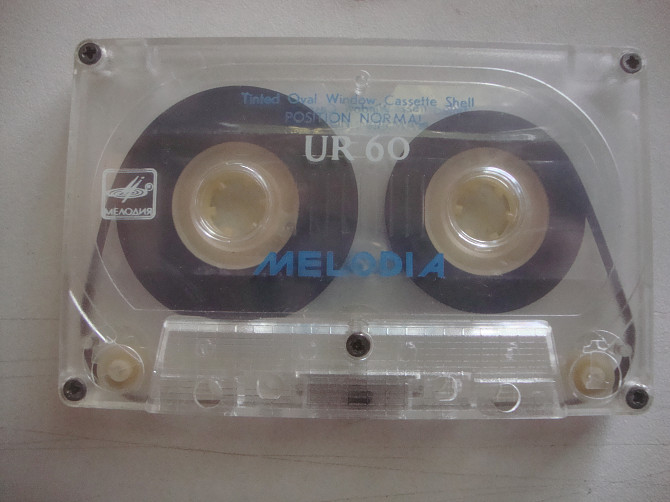 Tinted Oval Window Cassette Shell
POSITION NORMAL
UR 60
МЕЛОДИЯ
MELODIA